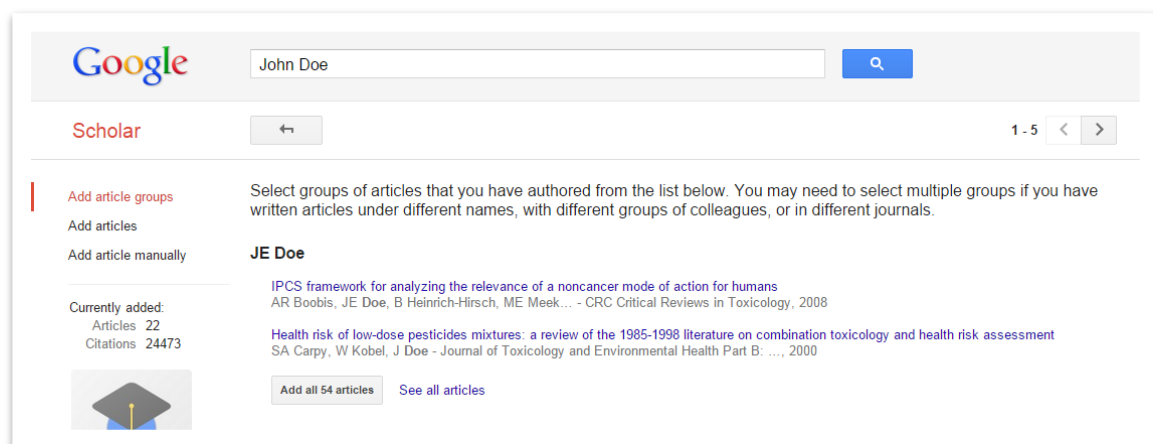 Google
John Doe
Scholar
1 - 5
Add article groups
Add articles
Add article manually
Currently added:
Articles 22
Citations 24473
Select groups of articles that you have authored from the list below. You may need to select multiple groups if you have
written articles under different names, with different groups of colleagues, or in different journals.
JE Doe
IPCS framework for analyzing the relevance of a noncancer mode of action for humans
AR Boobis, JE Doe, B Heinrich-Hirsch, ME Meek... - CRC Critical Reviews in Toxicology, 2008
Health risk of low-dose pesticides mixtures: a review of the 1985-1998 literature on combination toxicology and health risk assessment
SA Carpy, W Kobel, J Doe - Journal of Toxicology and Environmental Health Part B: ..., 2000
Add all 54 articles See all articles